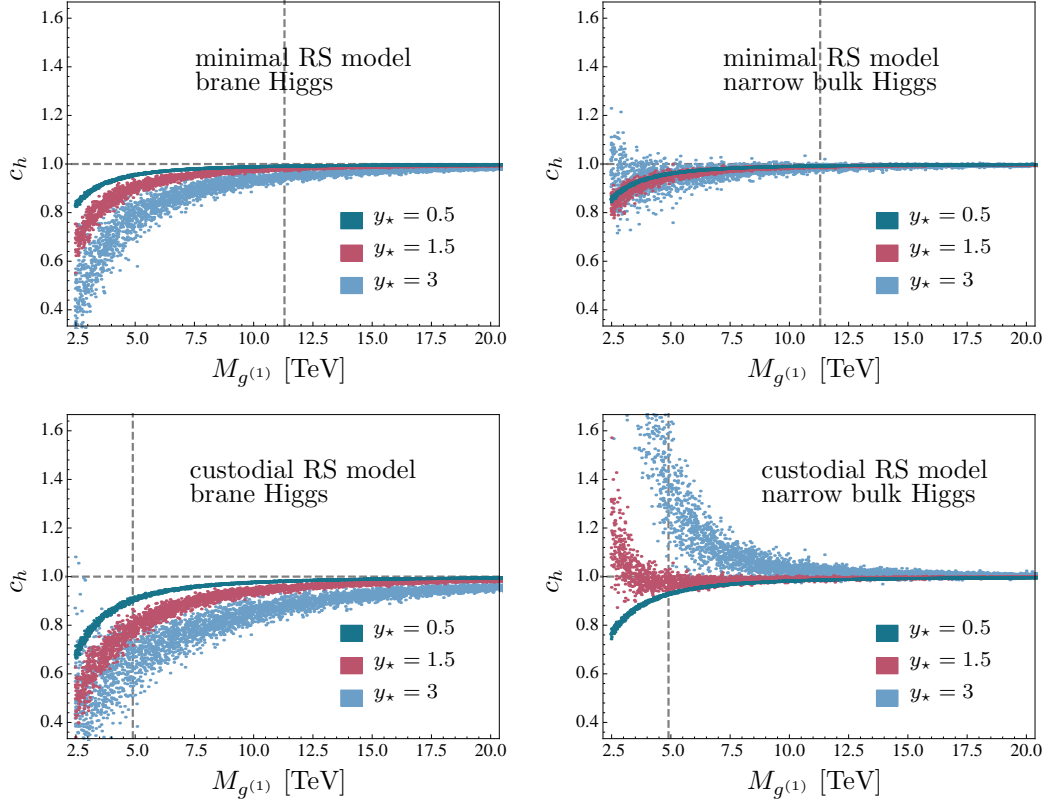 1.6
1.4
1.2
1.0
0.8
0.6
0.4
c_h
minimal RS model
brane Higgs
y⋆ = 0.5
y⋆ = 1.5
y⋆ = 3
2.5 5.0 7.5 10.0 12.5 15.0 17.5 20.0
M_{g^{(1)}} [TeV]
1.6
1.4
1.2
1.0
0.8
0.6
0.4
c_h
minimal RS model
narrow bulk Higgs
y⋆ = 0.5
y⋆ = 1.5
y⋆ = 3
2.5 5.0 7.5 10.0 12.5 15.0 17.5 20.0
M_{g^{(1)}} [TeV]
1.6
1.4
1.2
1.0
0.8
0.6
0.4
c_h
custodial RS model
brane Higgs
y⋆ = 0.5
y⋆ = 1.5
y⋆ = 3
2.5 5.0 7.5 10.0 12.5 15.0 17.5 20.0
M_{g^{(1)}} [TeV]
1.6
1.4
1.2
1.0
0.8
0.6
0.4
c_h
custodial RS model
narrow bulk Higgs
y⋆ = 0.5
y⋆ = 1.5
y⋆ = 3
2.5 5.0 7.5 10.0 12.5 15.0 17.5 20.0
M_{g^{(1)}} [TeV]